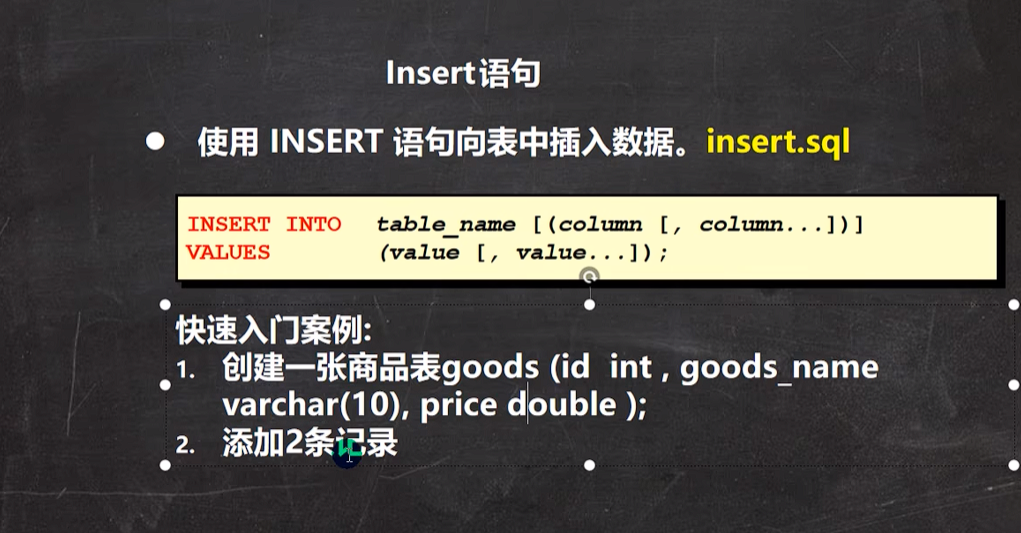 Insert语句
● 使用 INSERT 语句向表中插入数据。insert.sql
INSERT INTO table_name [(column [, column...])]
VALUES (value [, value...]);
快速入门案例:
1. 创建一张商品表goods (id int , goods_name
varchar(10), price double );
2. 添加2条记录